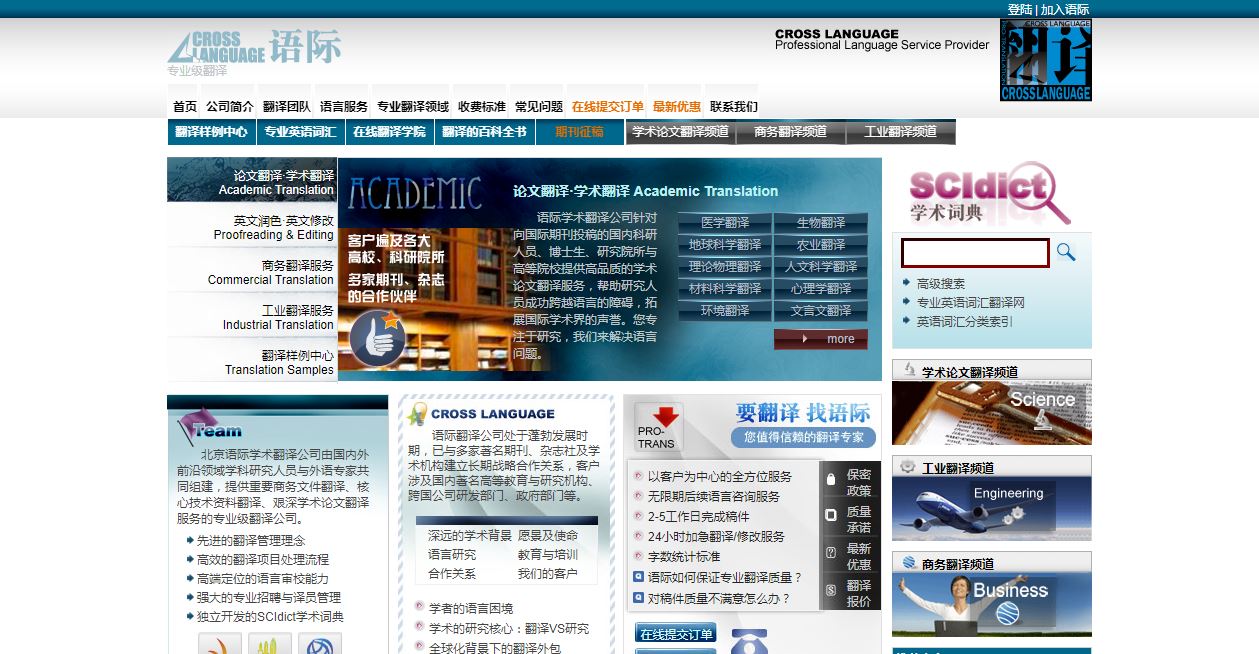 登陆 | 加入语际
CROSS LANGUAGE 语际
专业级翻译
CROSS LANGUAGE
Professional Language Service Provider
CROSS LANGUAGE
PRO TRANSLATION
译
CROSSLANGUAGE
首页 公司简介 翻译团队 语言服务 专业翻译领域 收费标准 常见问题 在线提交订单 最新优惠 联系我们
翻译样例中心 专业英语词汇 在线翻译学院 翻译的百科全书 期刊征稿 学术论文翻译频道 商务翻译频道 工业翻译频道
论文翻译·学术翻译
Academic Translation
英文润色·英文修改
Proofreading & Editing
商务翻译服务
Commercial Translation
工业翻译服务
Industrial Translation
翻译样例中心
Translation Samples
ACADEMIC
客户遍及各大
高校、科研院所
多家期刊、杂志
的合作伙伴
论文翻译·学术翻译 Academic Translation
语际学术翻译公司针对
向国际期刊投稿的国内科研
人员、博士生、研究院所与
高等院校提供高品质的学术
论文翻译服务，帮助研究人
员成功跨越语言的障碍，拓
展国际学术界的声誉。您专
注于研究，我们来解决语言
问题。
医学翻译 生物翻译
地球科学翻译 农业翻译
理论物理翻译 人文科学翻译
材料科学翻译 心理学翻译
环境翻译 文言文翻译
more
SCIdict
学术词典
高级搜索
专业英语词汇翻译网
英语词汇分类索引
学术论文翻译频道
Science
工业翻译频道
Engineering
商务翻译频道
Business
Team
北京语际学术翻译公司由国内外
前沿领域学科研究人员与外语专家共
同组建，提供重要商务文件翻译、核
心技术资料翻译、艰深学术论文翻译
服务的专业级翻译公司。
先进的翻译管理理念
高效的翻译项目处理流程
高端定位的语言审校能力
强大的专业招聘与译员管理
独立开发的SCIdict学术词典
CROSS LANGUAGE
语际翻译公司处于蓬勃发展时
期，已与多家著名期刊、杂志社及学
术机构建立长期战略合作关系，客户
涉及国内著名高等教育与研究机构、
跨国公司研发部门、政府部门等。
深远的学术背景 愿景及使命
语言研究 教育与培训
合作关系 我们的客户
学者的语言困境
学术的研究核心：翻译VS研究
全球化背景下的翻译外包
PRO-
TRANS
要翻译 找语际
您值得信赖的翻译专家
以客户为中心的全方位服务
无限期后续语言咨询服务
2-5工作日完成稿件
24小时加急翻译/修改服务
字数统计标准
语际如何保证专业翻译质量？
对稿件质量不满意怎么办？
保密
政策
质量
承诺
最新
优惠
翻译
报价
在线提交订单